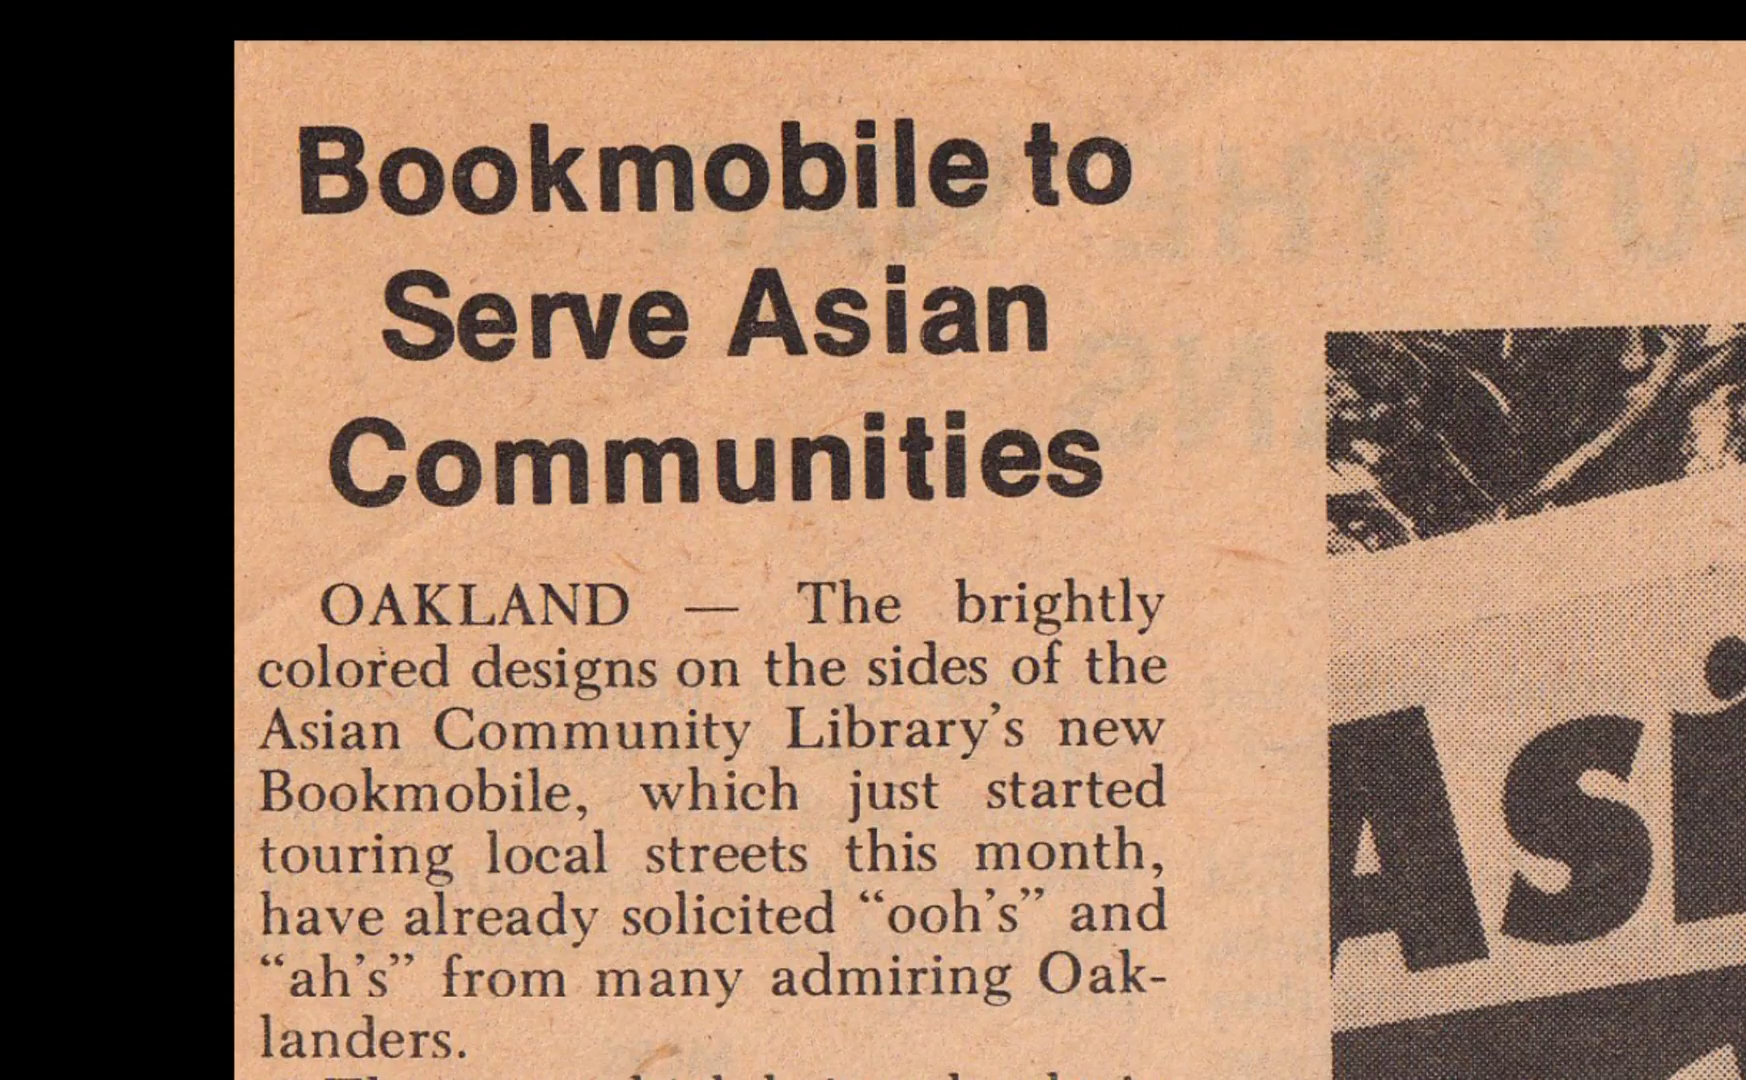 Bookmobile to
Serve Asian
Communities
OAKLAND — The brightly
colored designs on the sides of the
Asian Community Library’s new
Bookmobile, which just started
touring local streets this month,
have already solicited “ooh’s” and
“ah’s” from many admiring Oak-
landers.
Asi